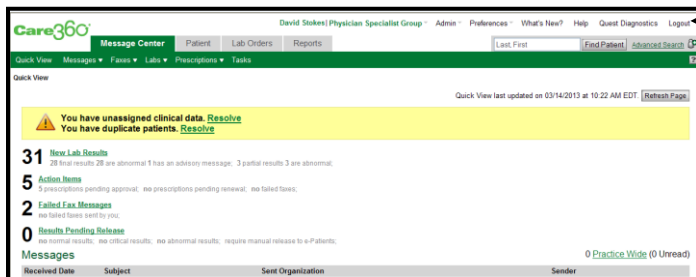 David Stokes | Physician Specialist Group Admin Preferences What's New? Help Quest Diagnostics Logout
Care360
Message Center Patient Lab Orders Reports
Last, First Find Patient Advanced Search
Quick View Messages Faxes Labs Prescriptions Tasks
Quick View
Quick View last updated on 03/14/2013 at 10:22 AM EDT. Refresh Page
You have unassigned clinical data. Resolve
You have duplicate patients. Resolve
31 New Lab Results
28 final results 28 are abnormal 1 has an advisory message; 3 partial results 3 are abnormal;
5 Action Items
5 prescriptions pending approval; no prescriptions pending renewal; no failed faxes;
2 Failed Fax Messages
no failed faxes sent by you;
0 Results Pending Release
no normal results; no critical results; no abnormal results; require manual release to e-Patients;
Messages 0 Practice Wide (0 Unread)
Received Date Subject Sent Organization Sender